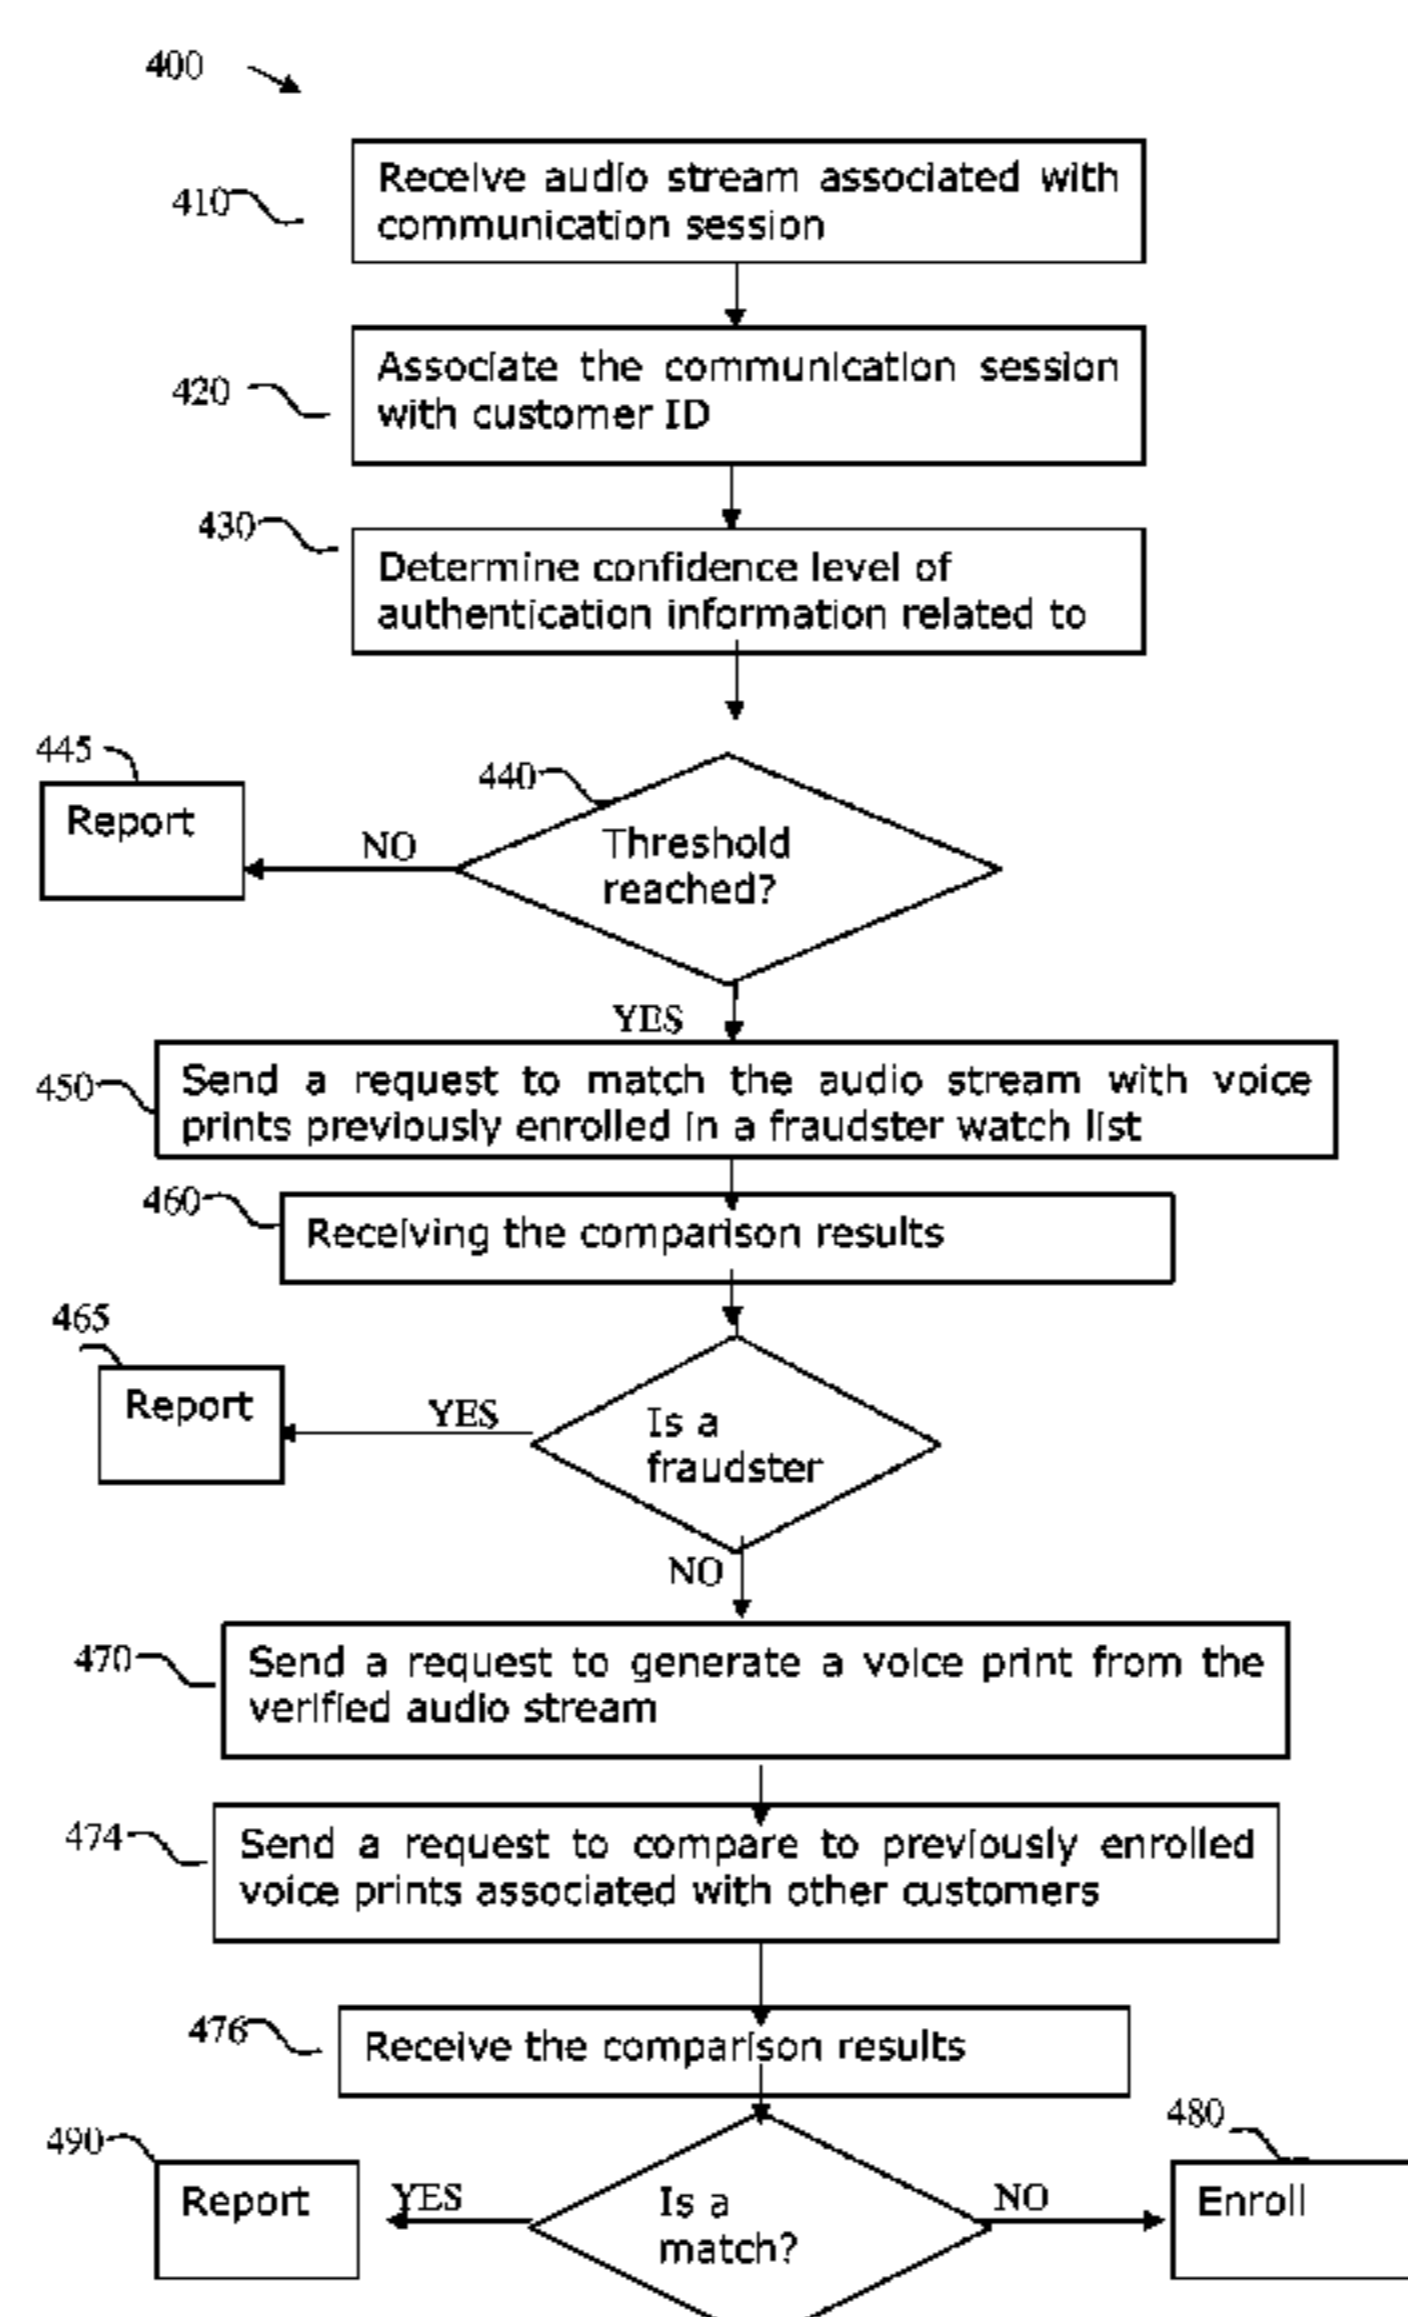 400
410
Receive audio stream associated with
communication session
420
Associate the communication session
with customer ID
430
Determine confidence level of
authentication information related to
445
Report
NO
440
Threshold
reached?
YES
450
Send a request to match the audio stream with voice
prints previously enrolled in a fraudster watch list
460
Receiving the comparison results
465
Report
YES
Is a
fraudster
NO
470
Send a request to generate a voice print from the
verified audio stream
474
Send a request to compare to previously enrolled
voice prints associated with other customers
476
Receive the comparison results
490
Report
YES
Is a
match?
NO
480
Enroll